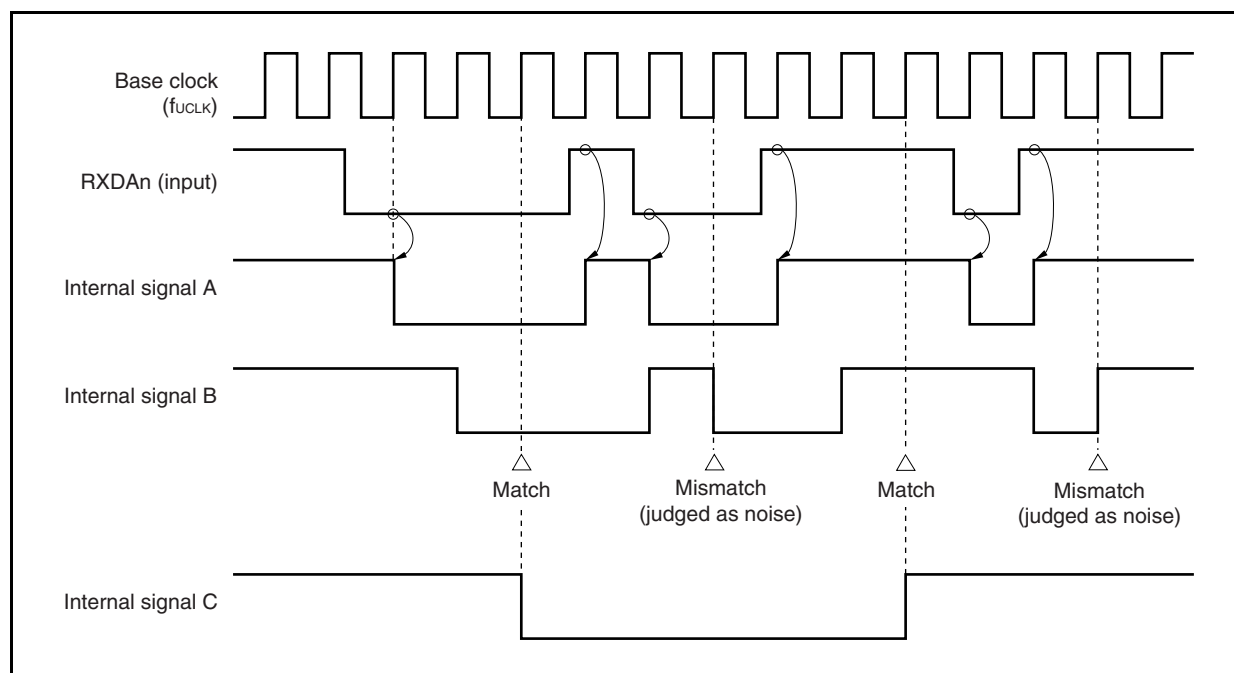 Base clock
(fUCLK)
RXDAn (input)
Internal signal A
Internal signal B
Match
Mismatch
(judged as noise)
Match
Mismatch
(judged as noise)
Internal signal C